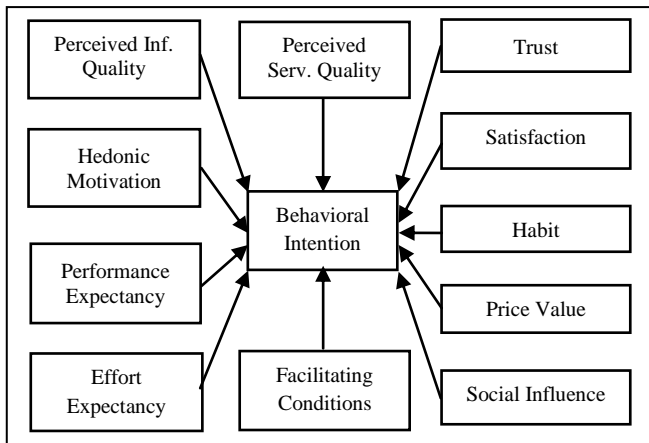 Perceived Inf.
Quality
Perceived
Serv. Quality
Trust
Satisfaction
Hedonic
Motivation
Behavioral
Intention
Habit
Performance
Expectancy
Price Value
Effort
Expectancy
Facilitating
Conditions
Social Influence